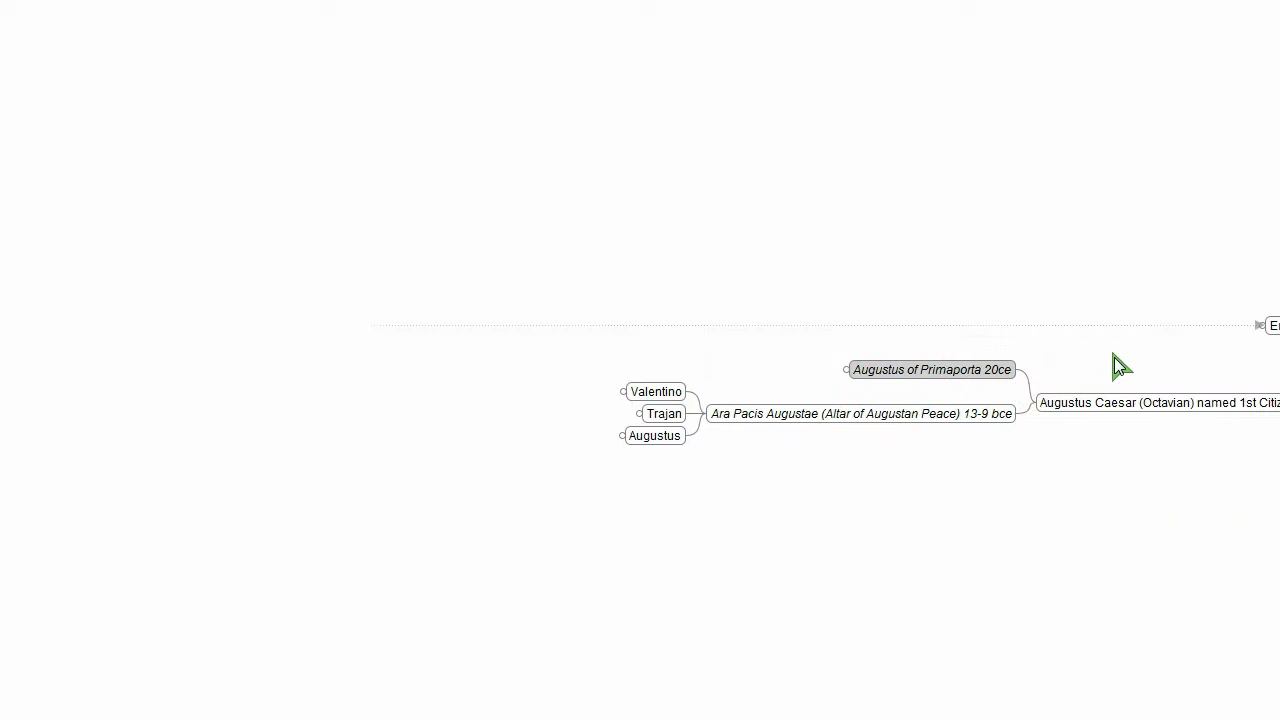 En
Augustus of Primaporta 20ce
Valentino
Augustus Caesar (Octavian) named 1st Citiz
Trajan
Ara Pacis Augustae (Altar of Augustan Peace) 13-9 bce
Augustus